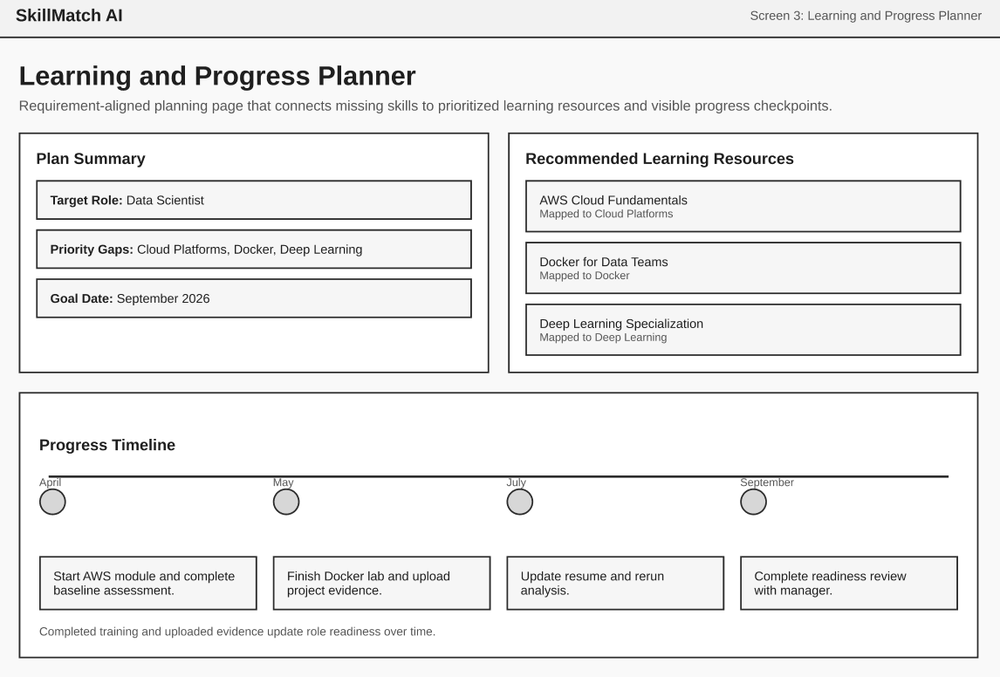 SkillMatch AI
Screen 3: Learning and Progress Planner
Learning and Progress Planner
Requirement-aligned planning page that connects missing skills to prioritized learning resources and visible progress checkpoints.
Plan Summary
Target Role: Data Scientist
Priority Gaps: Cloud Platforms, Docker, Deep Learning
Goal Date: September 2026
Recommended Learning Resources
AWS Cloud Fundamentals
Mapped to Cloud Platforms
Docker for Data Teams
Mapped to Docker
Deep Learning Specialization
Mapped to Deep Learning
Progress Timeline
April
May
July
September
Start AWS module and complete
baseline assessment.
Finish Docker lab and upload
project evidence.
Update resume and rerun
analysis.
Complete readiness review
with manager.
Completed training and uploaded evidence update role readiness over time.